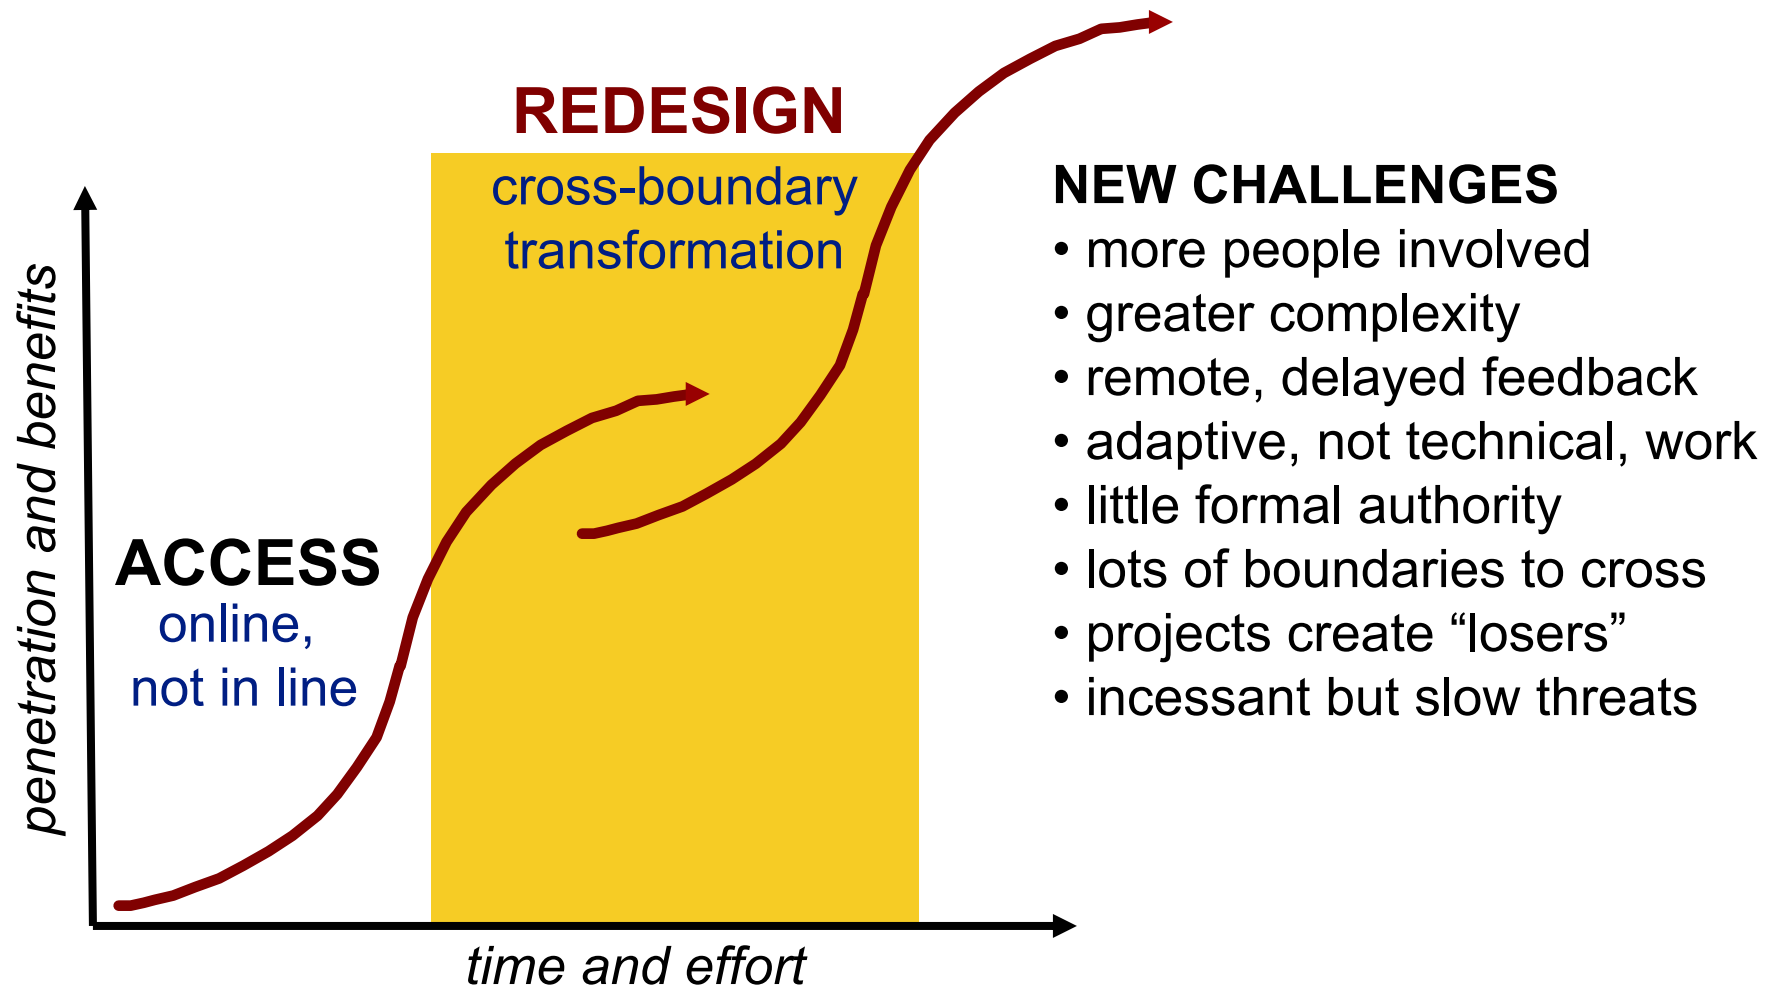 REDESIGN
cross-boundary
transformation
penetration and benefits
ACCESS
online,
not in line
time and effort
NEW CHALLENGES
• more people involved
• greater complexity
• remote, delayed feedback
• adaptive, not technical, work
• little formal authority
• lots of boundaries to cross
• projects create “losers”
• incessant but slow threats